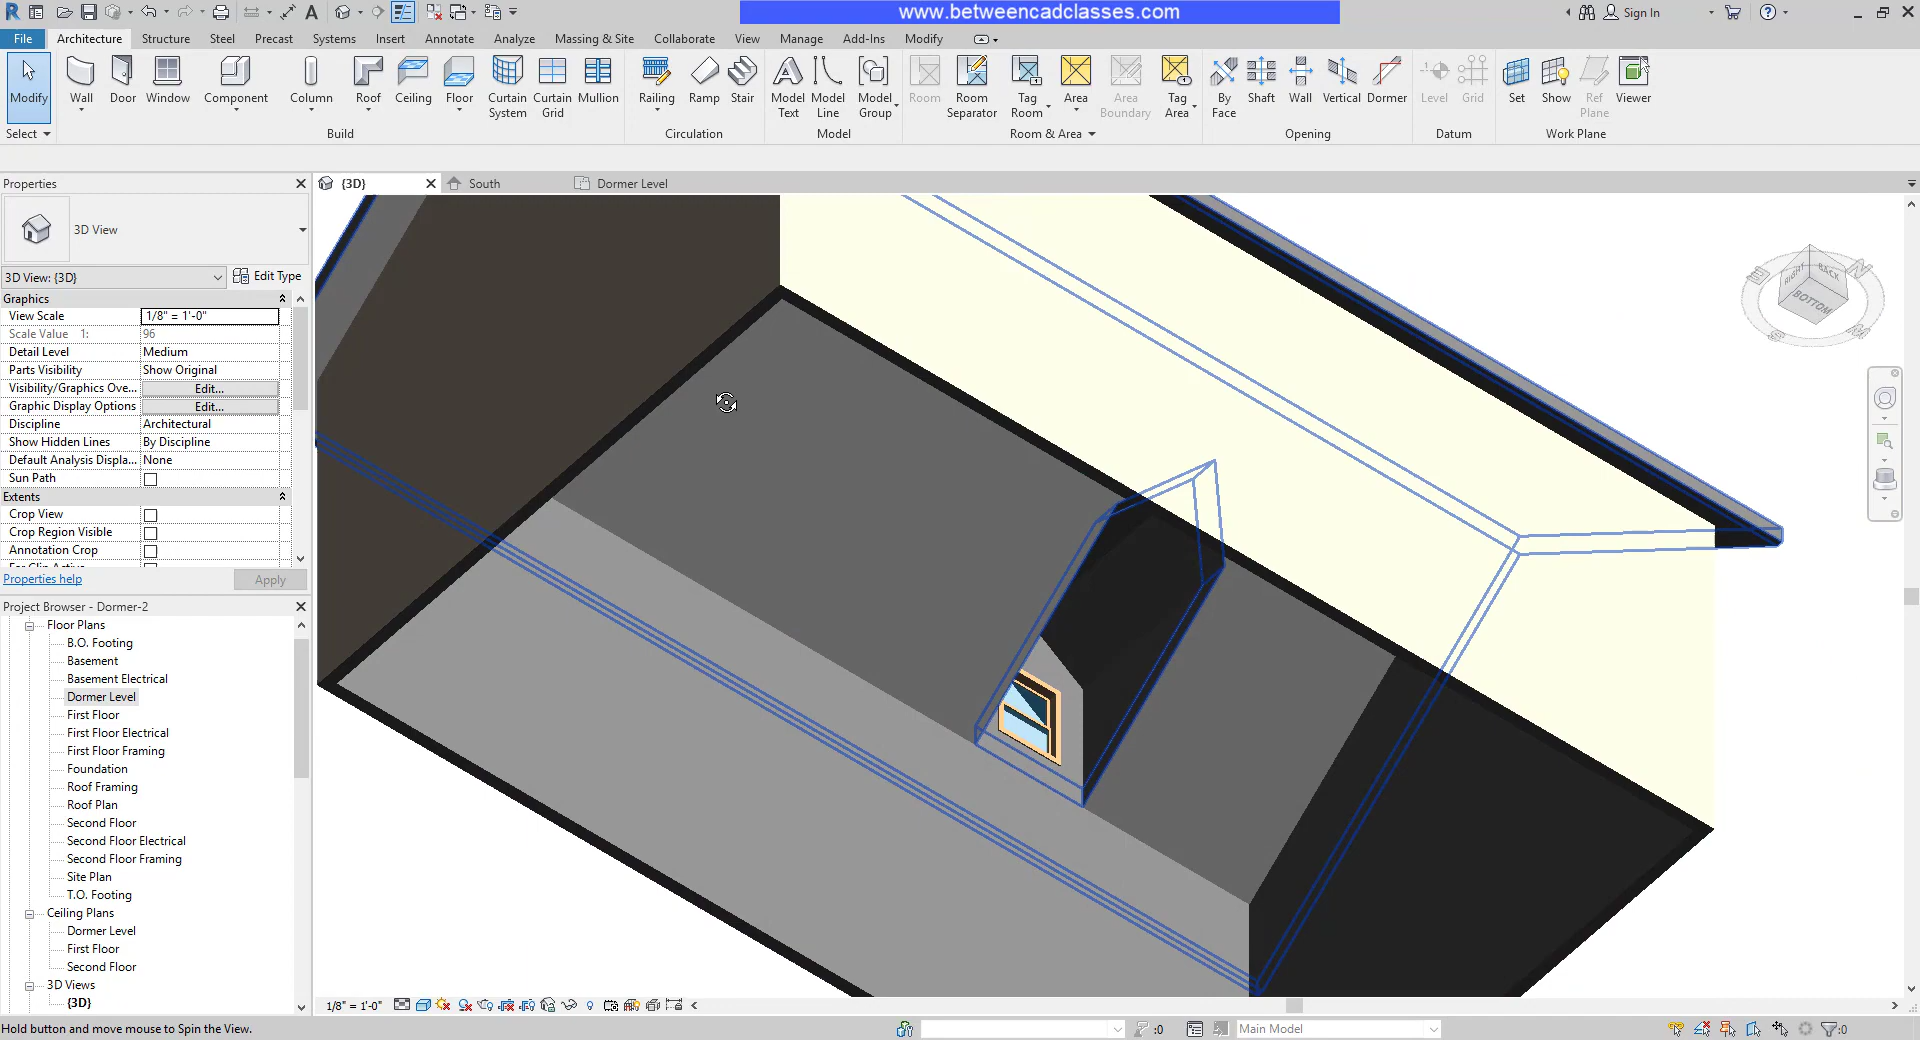 www.betweencadclasses.com
Sign In
File Architecture Structure Steel Precast Systems Insert Annotate Analyze Massing & Site Collaborate View Manage Add-Ins Modify
Modify Wall Door Window Component Column Roof Ceiling Floor Curtain System Curtain Grid Mullion Railing Ramp Stair Model Text Model Line Model Group Room Room Separator Tag Room Area Area Boundary Tag Area By Face Shaft Wall Vertical Dormer Level Grid Set Show Ref Plane Viewer
Select Build Circulation Model Room & Area Opening Datum Work Plane
Properties
{3D} South Dormer Level
3D View
3D View: {3D} Edit Type
Graphics
View Scale 1/8" = 1'-0"
Scale Value 1: 96
Detail Level Medium
Parts Visibility Show Original
Visibility/Graphics Ove... Edit...
Graphic Display Options Edit...
Discipline Architectural
Show Hidden Lines By Discipline
Default Analysis Displa... None
Sun Path
Extents
Crop View
Crop Region Visible
Annotation Crop
Properties help Apply
Project Browser - Dormer-2
Floor Plans
B.O. Footing
Basement
Basement Electrical
Dormer Level
First Floor
First Floor Electrical
First Floor Framing
Foundation
Roof Framing
Roof Plan
Second Floor
Second Floor Electrical
Second Floor Framing
Site Plan
T.O. Footing
Ceiling Plans
Dormer Level
First Floor
Second Floor
3D Views
{3D}
RIGHT BACK
BOTTOM
1/8" = 1'-0"
Hold button and move mouse to Spin the View. :0 Main Model :0